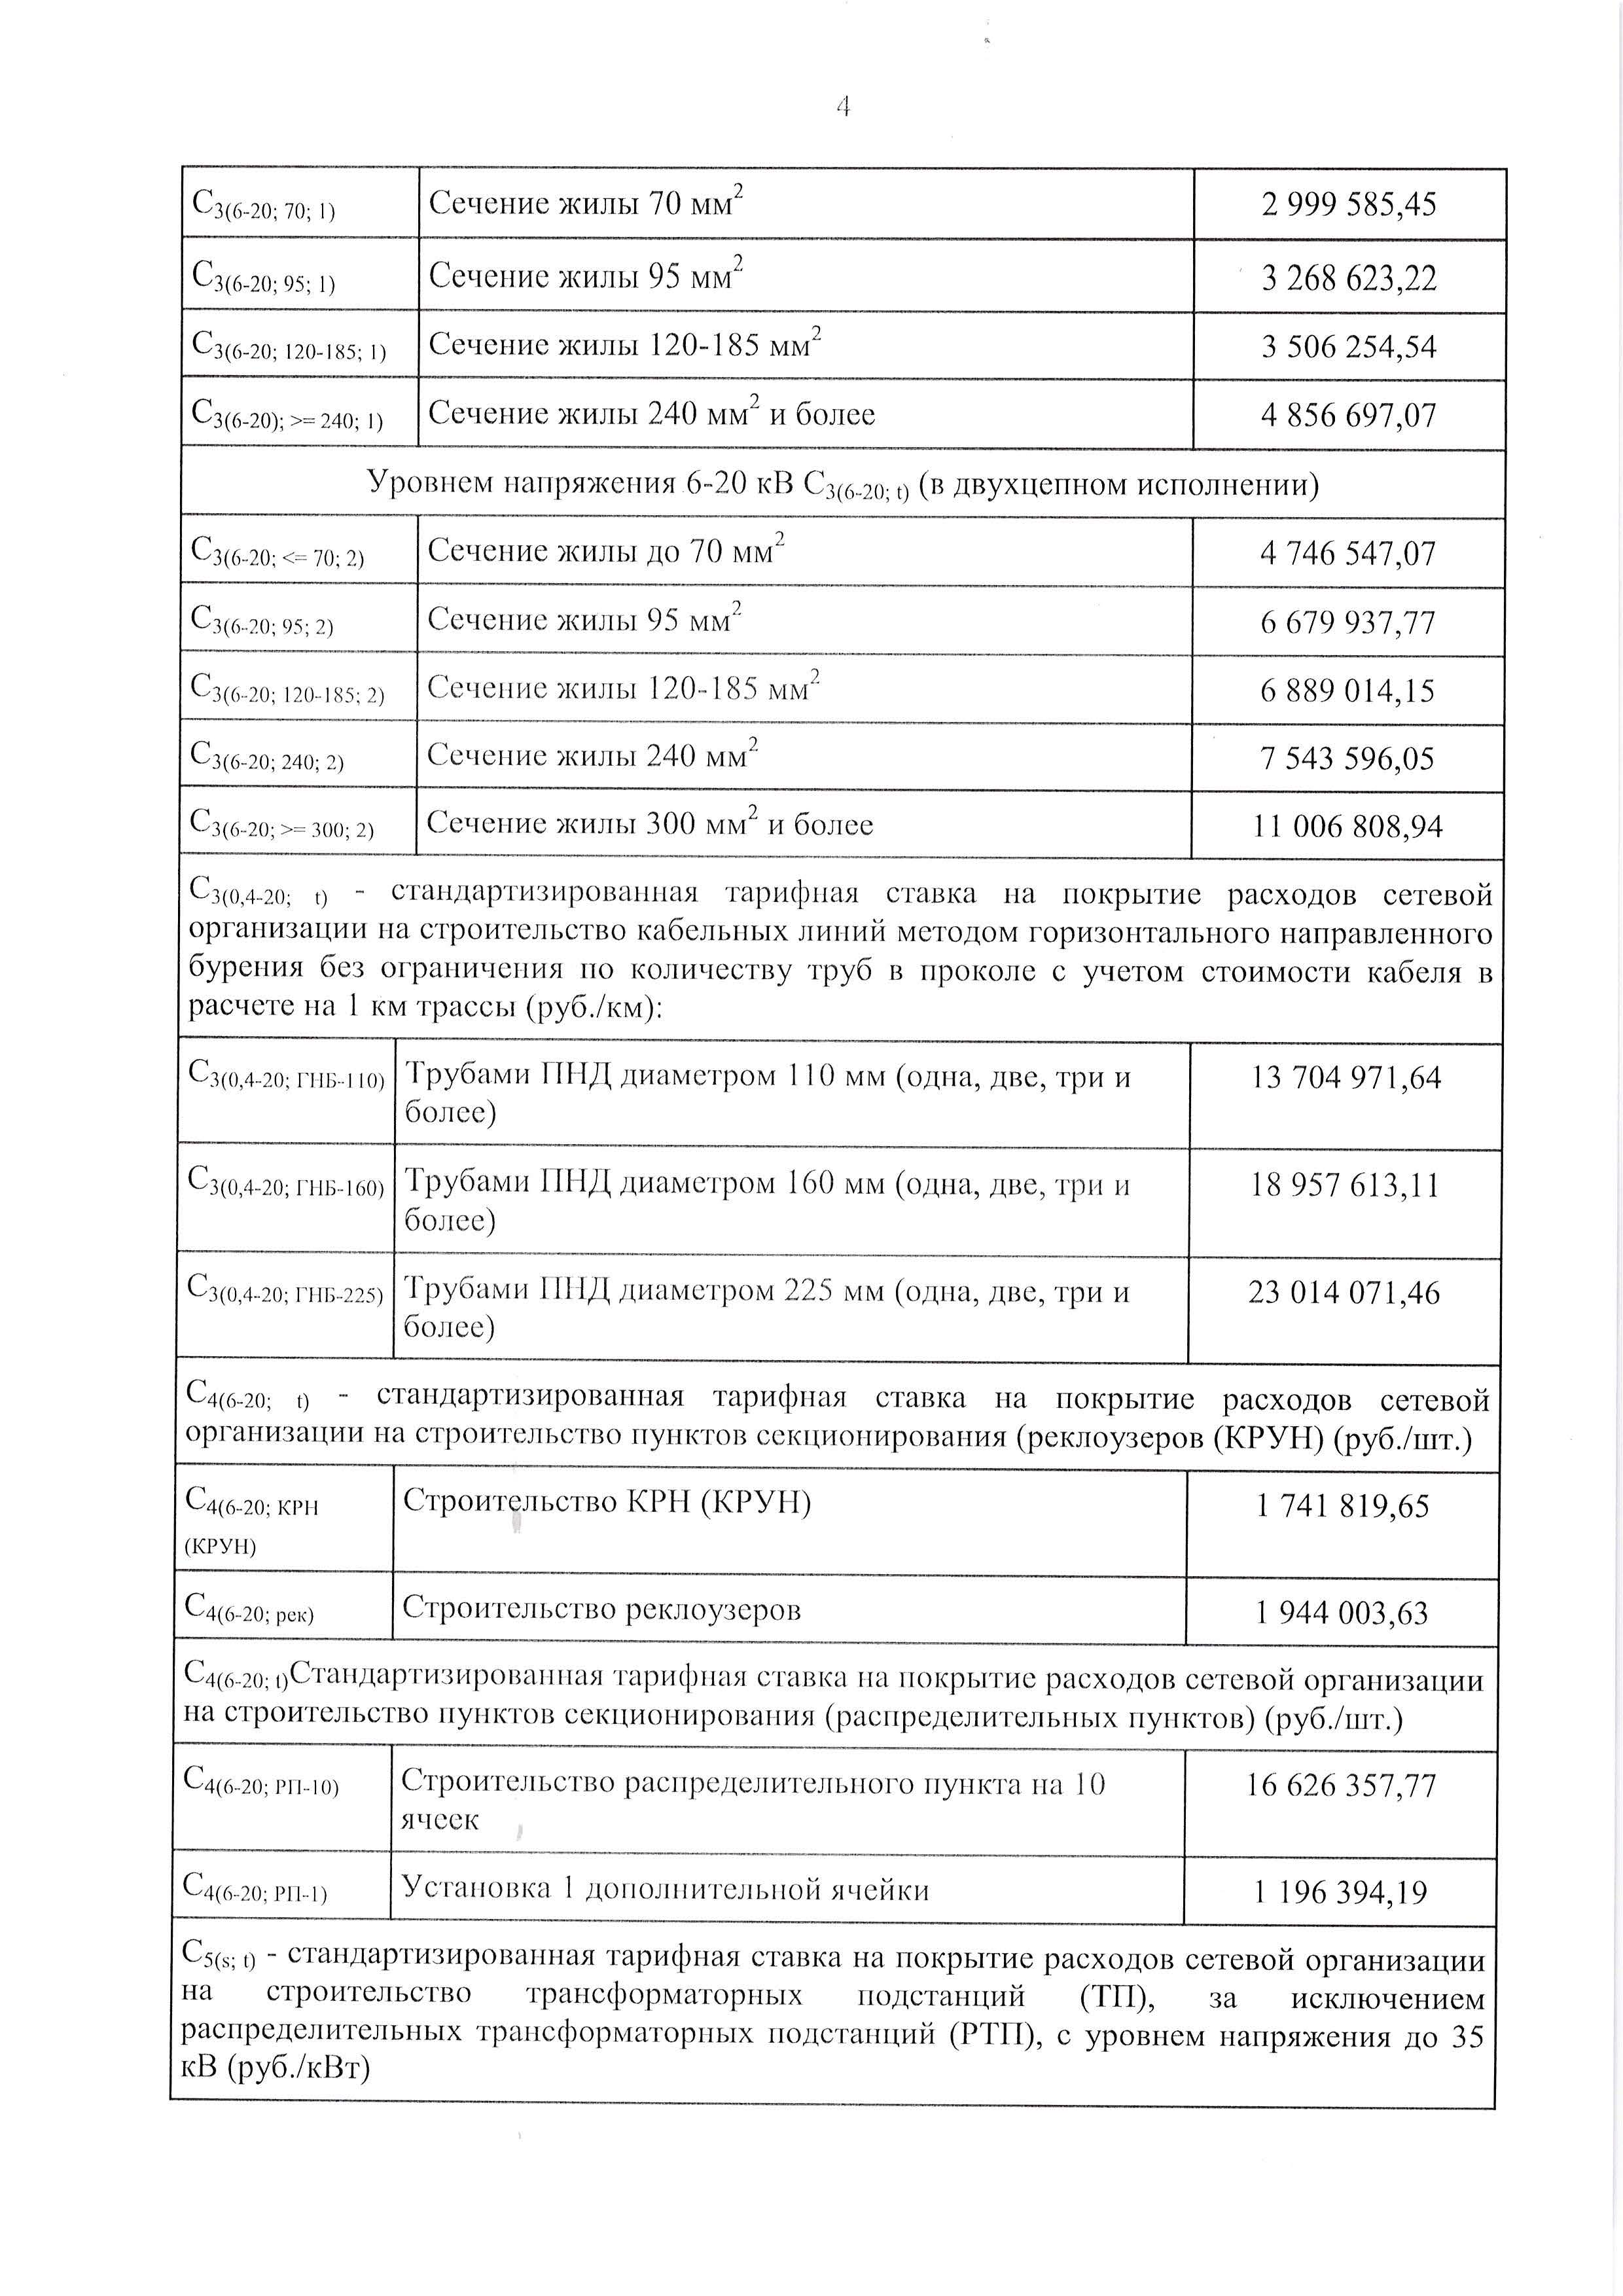 4
С3(6-20; 70; 1) Сечение жилы 70 мм2 2 999 585,45
С3(6-20; 95; 1) Сечение жилы 95 мм2 3 268 623,22
С3(6-20; 120-185; 1) Сечение жилы 120-185 мм2 3 506 254,54
С3(6-20); >= 240; 1) Сечение жилы 240 мм2 и более 4 856 697,07
Уровнем напряжения 6-20 кВ С3(6-20; t) (в двухцепном исполнении)
С3(6-20; <= 70; 2) Сечение жилы до 70 мм2 4 746 547,07
С3(6-20; 95; 2) Сечение жилы 95 мм2 6 679 937,77
С3(6-20; 120-185; 2) Сечение жилы 120-185 мм2 6 889 014,15
С3(6-20; 240; 2) Сечение жилы 240 мм2 7 543 596,05
С3(6-20; >= 300; 2) Сечение жилы 300 мм2 и более 11 006 808,94
С3(0,4-20; t) - стандартизированная тарифная ставка на покрытие расходов сетевой
организации на строительство кабельных линий методом горизонтального направленного
бурения без ограничения по количеству труб в проколе с учетом стоимости кабеля в
расчете на 1 км трассы (руб./км):
С3(0,4-20; ГНБ-110) Трубами ПНД диаметром 110 мм (одна, две, три и 13 704 971,64
более)
С3(0,4-20; ГНБ-160) Трубами ПНД диаметром 160 мм (одна, две, три и 18 957 613,11
более)
С3(0,4-20; ГНБ-225) Трубами ПНД диаметром 225 мм (одна, две, три и 23 014 071,46
более)
С4(6-20; t) - стандартизированная тарифная ставка на покрытие расходов сетевой
организации на строительство пунктов секционирования (реклоузеров (КРУН) (руб./шт.)
С4(6-20; КРН Строительство КРН (КРУН) 1 741 819,65
(КРУН)
С4(6-20; рек) Строительство реклоузеров 1 944 003,63
С4(6-20; t)Стандартизированная тарифная ставка на покрытие расходов сетевой организации
на строительство пунктов секционирования (распределительных пунктов) (руб./шт.)
С4(6-20; РП-10) Строительство распределительного пункта на 10 16 626 357,77
ячеек
С4(6-20; РП-1) Установка 1 дополнительной ячейки 1 196 394,19
С5(s; t) - стандартизированная тарифная ставка на покрытие расходов сетевой организации
на строительство трансформаторных подстанций (ТП), за исключением
распределительных трансформаторных подстанций (РТП), с уровнем напряжения до 35
кВ (руб./кВт)